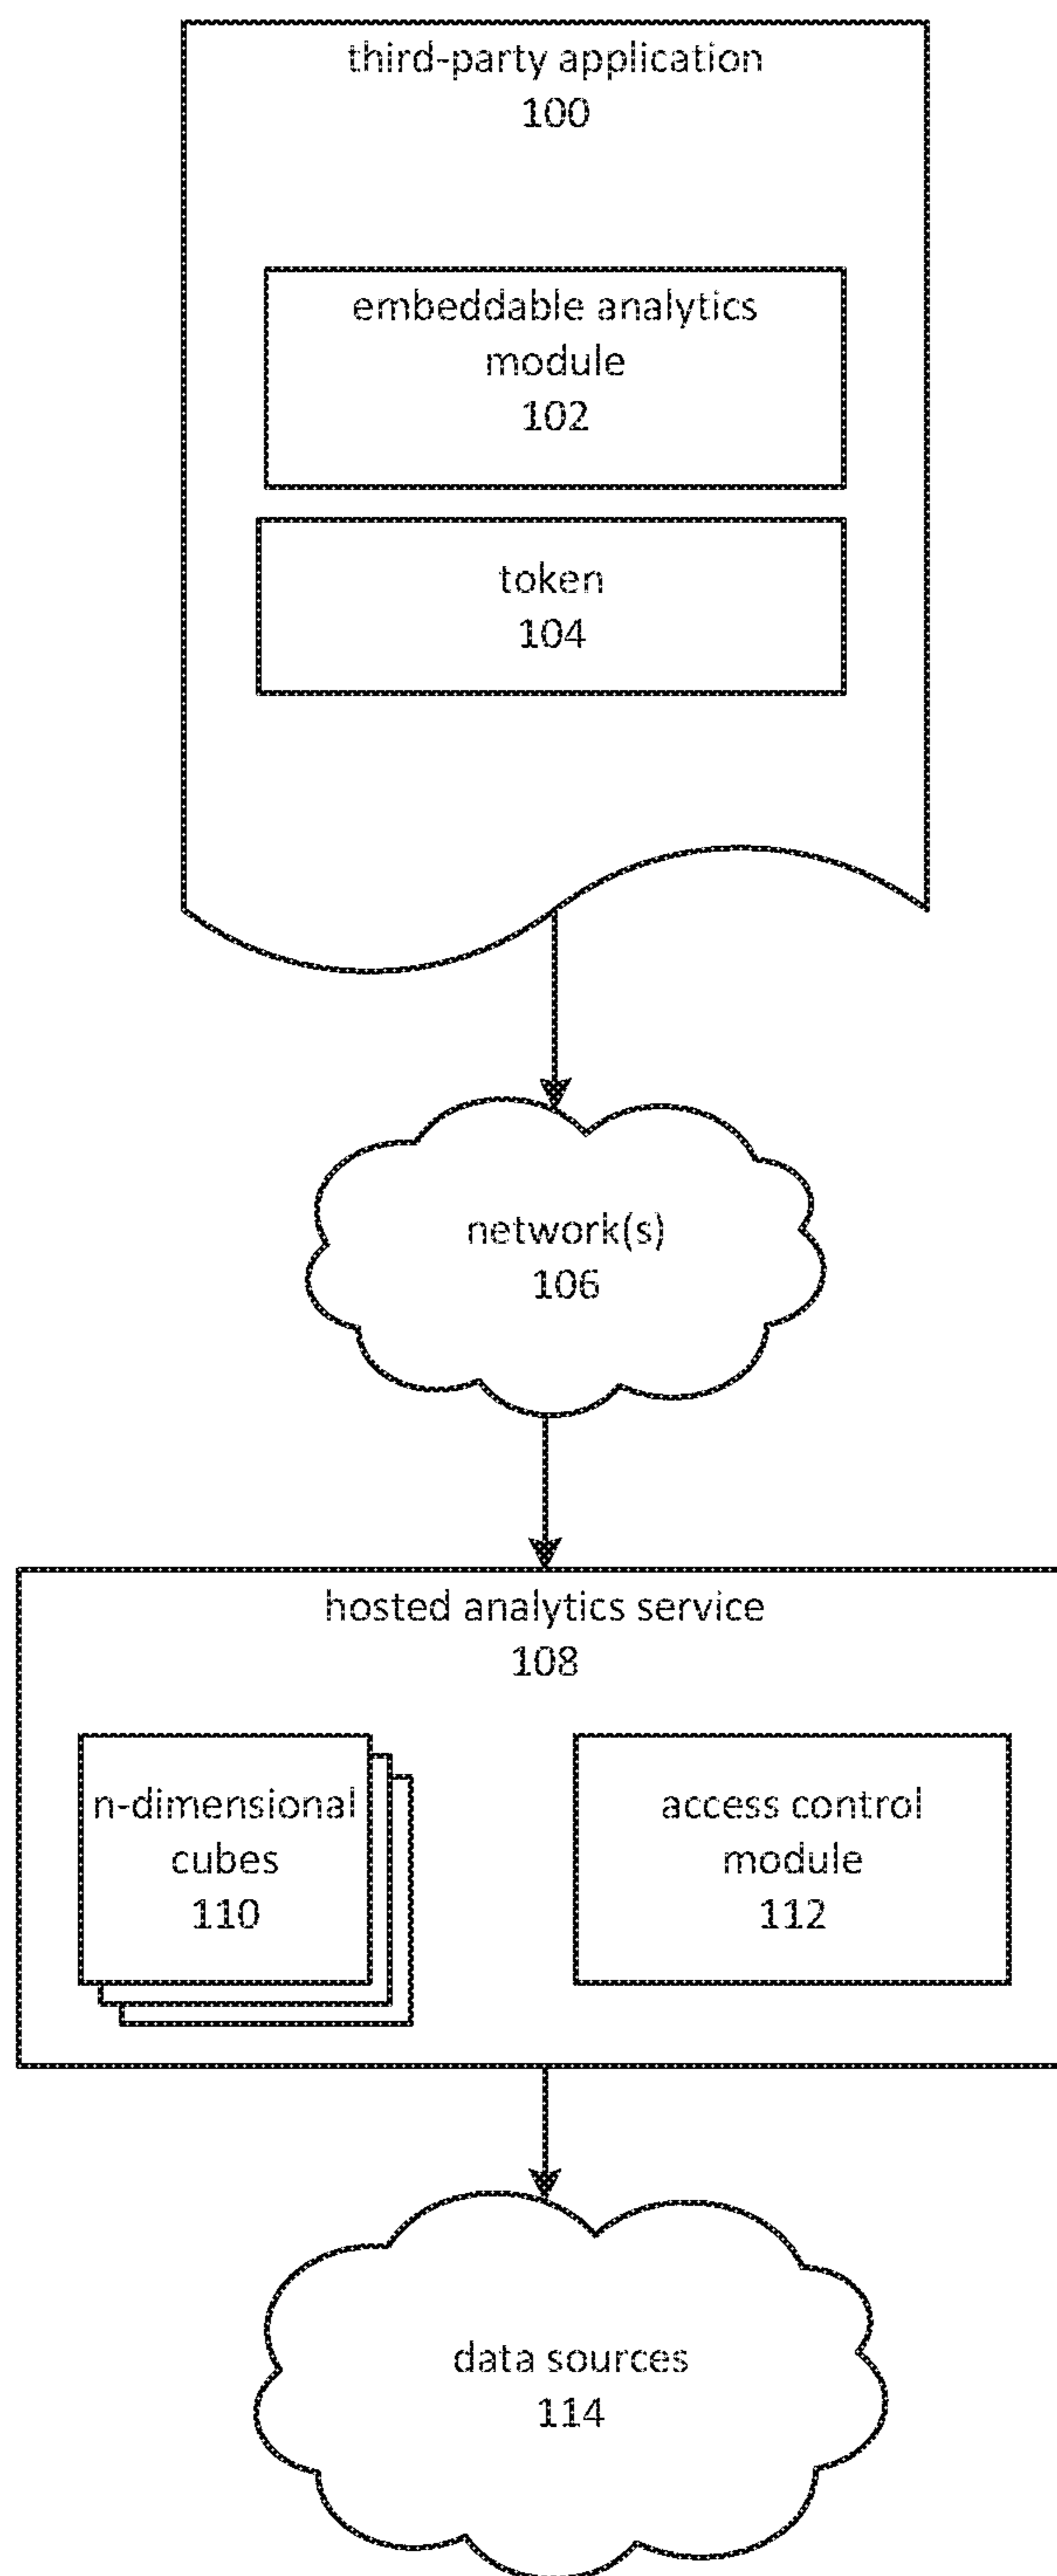 third-party application
100
embeddable analytics
module
102
token
104
network(s)
106
hosted analytics service
108
n-dimensional
cubes
110
access control
module
112
data sources
114